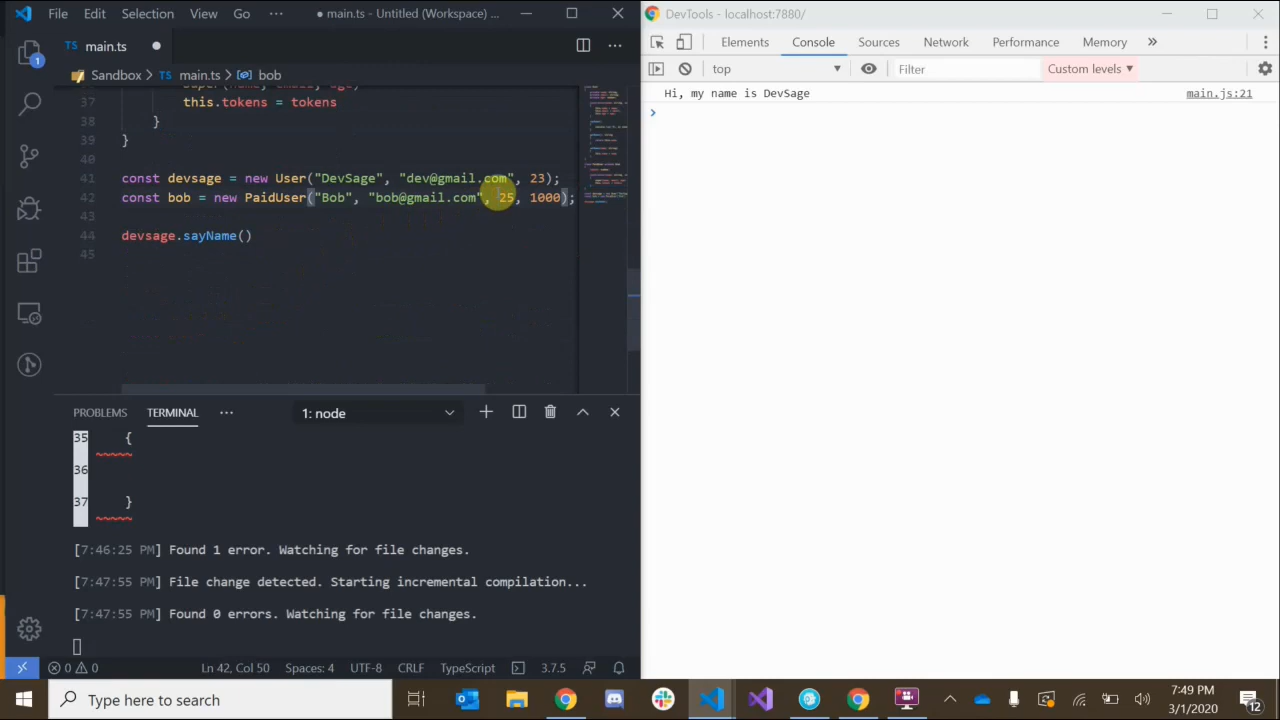 File Edit Selection View Go ··· ● main.ts - Untitled (Workspace) ...
main.ts ●
Sandbox > TS main.ts > bob
37 this.tokens = tokens
38 }
39 }
40
41 const devsage = new User("DevSage", "dev@gmail.com", 23);
42 const bob = new PaidUser("Bob", "bob@gmail.com", 25, 1000);
43
44 devsage.sayName()
45
PROBLEMS TERMINAL ··· 1: node
35 {
~~~~~
36
37 }
~~~~~
[7:46:25 PM] Found 1 error. Watching for file changes.
[7:47:55 PM] File change detected. Starting incremental compilation...
[7:47:55 PM] Found 0 errors. Watching for file changes.
0 0 Ln 42, Col 50 Spaces: 4 UTF-8 CRLF TypeScript 3.7.5
1
DevTools - localhost:7880/
Elements Console Sources Network Performance Memory »
top Filter Custom levels ▼
Hi, my name is DevSage main.js:21
>
Type here to search
7:49 PM
3/1/2020
12